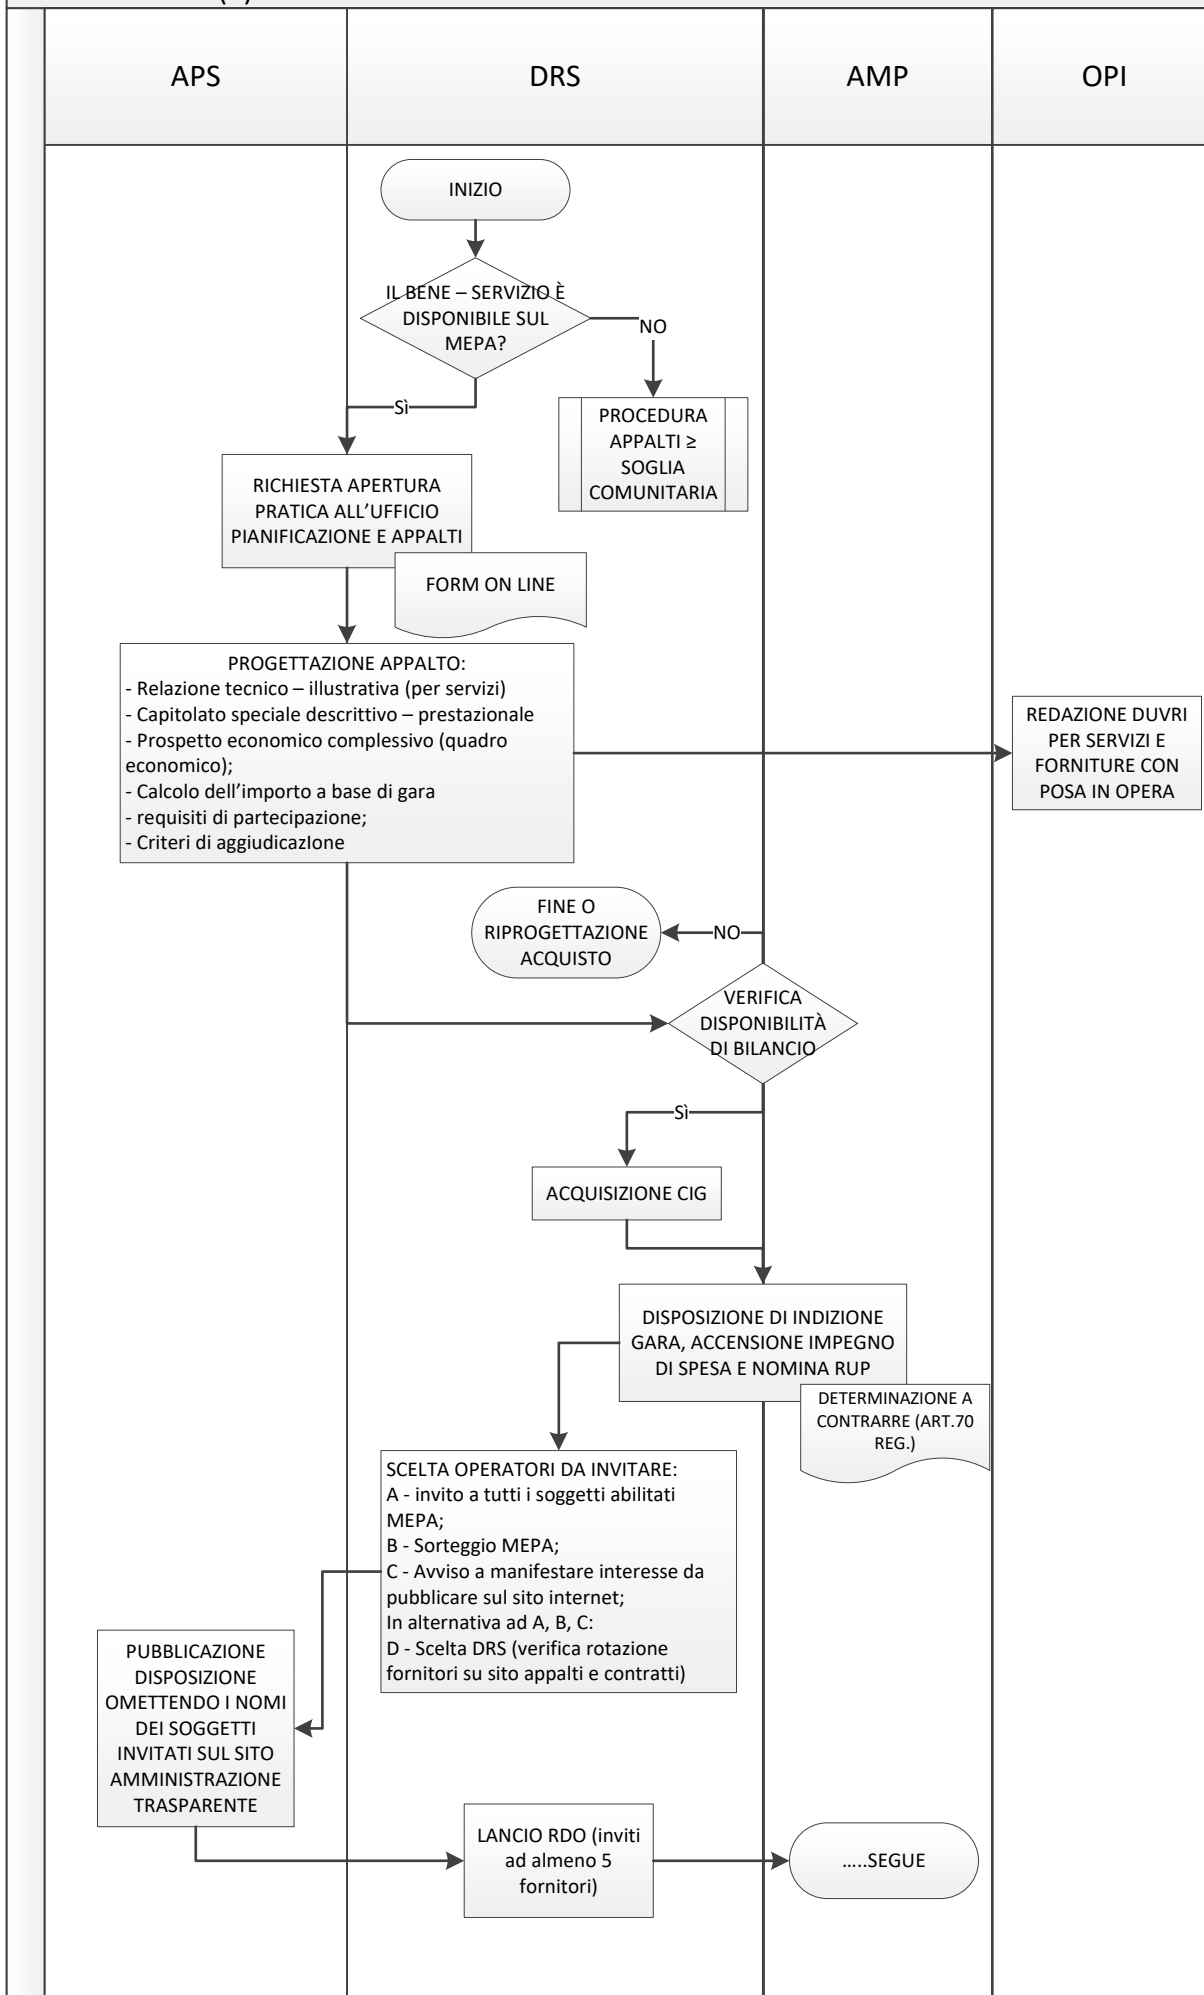 APS
DRS
AMP
OPI
INIZIO
IL BENE – SERVIZIO È
DISPONIBILE SUL
MEPA?
NO
Sì
PROCEDURA
APPALTI ≥
SOGLIA
COMUNITARIA
RICHIESTA APERTURA
PRATICA ALL'UFFICIO
PIANIFICAZIONE E APPALTI
FORM ON LINE
PROGETTAZIONE APPALTO:
- Relazione tecnico – illustrativa (per servizi)
- Capitolato speciale descrittivo – prestazionale
- Prospetto economico complessivo (quadro
economico);
- Calcolo dell'importo a base di gara
- requisiti di partecipazione;
- Criteri di aggiudicazIone
REDAZIONE DUVRI
PER SERVIZI E
FORNITURE CON
POSA IN OPERA
FINE O
RIPROGETTAZIONE
ACQUISTO
NO
VERIFICA
DISPONIBILITÀ
DI BILANCIO
Sì
ACQUISIZIONE CIG
DISPOSIZIONE DI INDIZIONE
GARA, ACCENSIONE IMPEGNO
DI SPESA E NOMINA RUP
DETERMINAZIONE A
CONTRARRE (ART.70
REG.)
SCELTA OPERATORI DA INVITARE:
A - invito a tutti i soggetti abilitati
MEPA;
B - Sorteggio MEPA;
C - Avviso a manifestare interesse da
pubblicare sul sito internet;
In alternativa ad A, B, C:
D - Scelta DRS (verifica rotazione
fornitori su sito appalti e contratti)
PUBBLICAZIONE
DISPOSIZIONE
OMETTENDO I NOMI
DEI SOGGETTI
INVITATI SUL SITO
AMMINISTRAZIONE
TRASPARENTE
LANCIO RDO (inviti
ad almeno 5
fornitori)
.....SEGUE